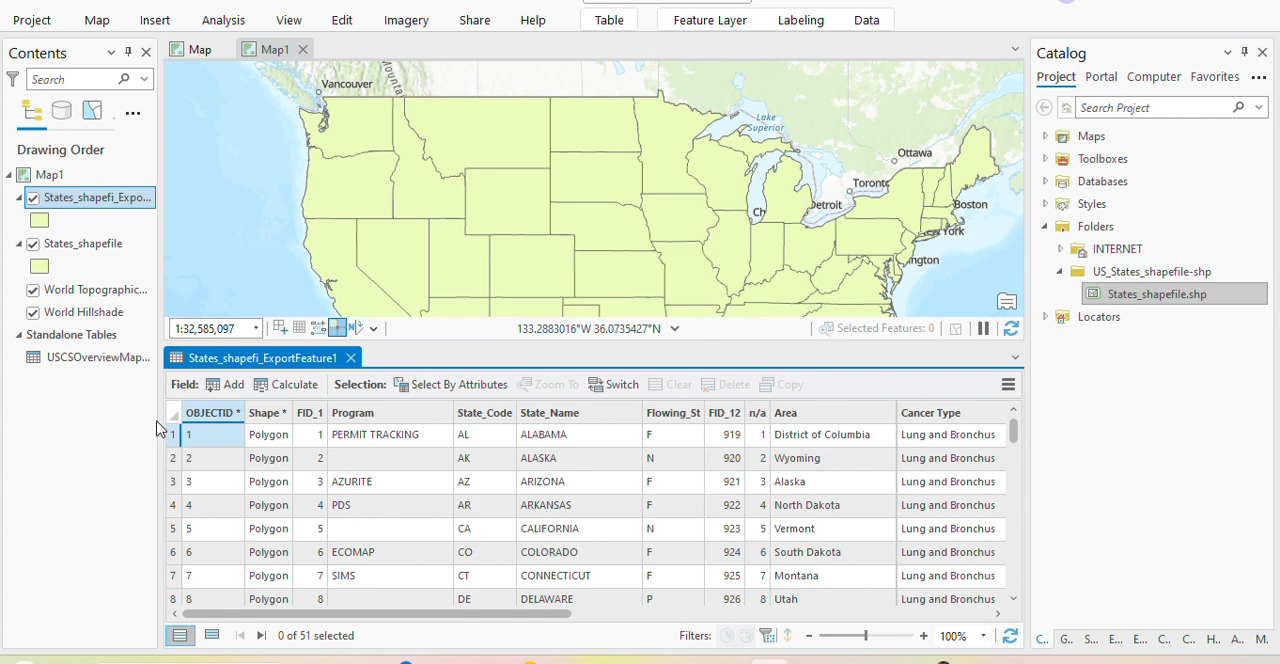 Project Map Insert Analysis View Edit Imagery Share Help Table Feature Layer Labeling Data
Contents
Search
Drawing Order
Map1
States_shapefi_Expo...
States_shapefile
World Topographic...
World Hillshade
Standalone Tables
USCSOverviewMap...
Map Map1
Vancouver
Lake
Superior
Ottawa
Toronto
Detroit
Ch
Boston
New York
ngton
1:32,585,097 133.2883016°W 36.0735427°N Selected Features: 0
States_shapefi_ExportFeature1
Field: Add Calculate Selection: Select By Attributes Zoom To Switch Clear Delete Copy
OBJECTID * Shape * FID_1 Program State_Code State_Name Flowing_St FID_12 n/a Area Cancer Type
1 1 Polygon 1 PERMIT TRACKING AL ALABAMA F 919 1 District of Columbia Lung and Bronchus
2 2 Polygon 2 AK ALASKA N 920 2 Wyoming Lung and Bronchus
3 3 Polygon 3 AZURITE AZ ARIZONA F 921 3 Alaska Lung and Bronchus
4 4 Polygon 4 PDS AR ARKANSAS F 922 4 North Dakota Lung and Bronchus
5 5 Polygon 5 CA CALIFORNIA N 923 5 Vermont Lung and Bronchus
6 6 Polygon 6 ECOMAP CO COLORADO F 924 6 South Dakota Lung and Bronchus
7 7 Polygon 7 SIMS CT CONNECTICUT F 925 7 Montana Lung and Bronchus
8 8 Polygon 8 DE DELAWARE P 926 8 Utah Lung and Bronchus
0 of 51 selected Filters: 100%
Catalog
Project Portal Computer Favorites
Search Project
Maps
Toolboxes
Databases
Styles
Folders
INTERNET
US_States_shapefile-shp
States_shapefile.shp
Locators
C.. G.. S... E... E... C.. C.. H.. A.. M.